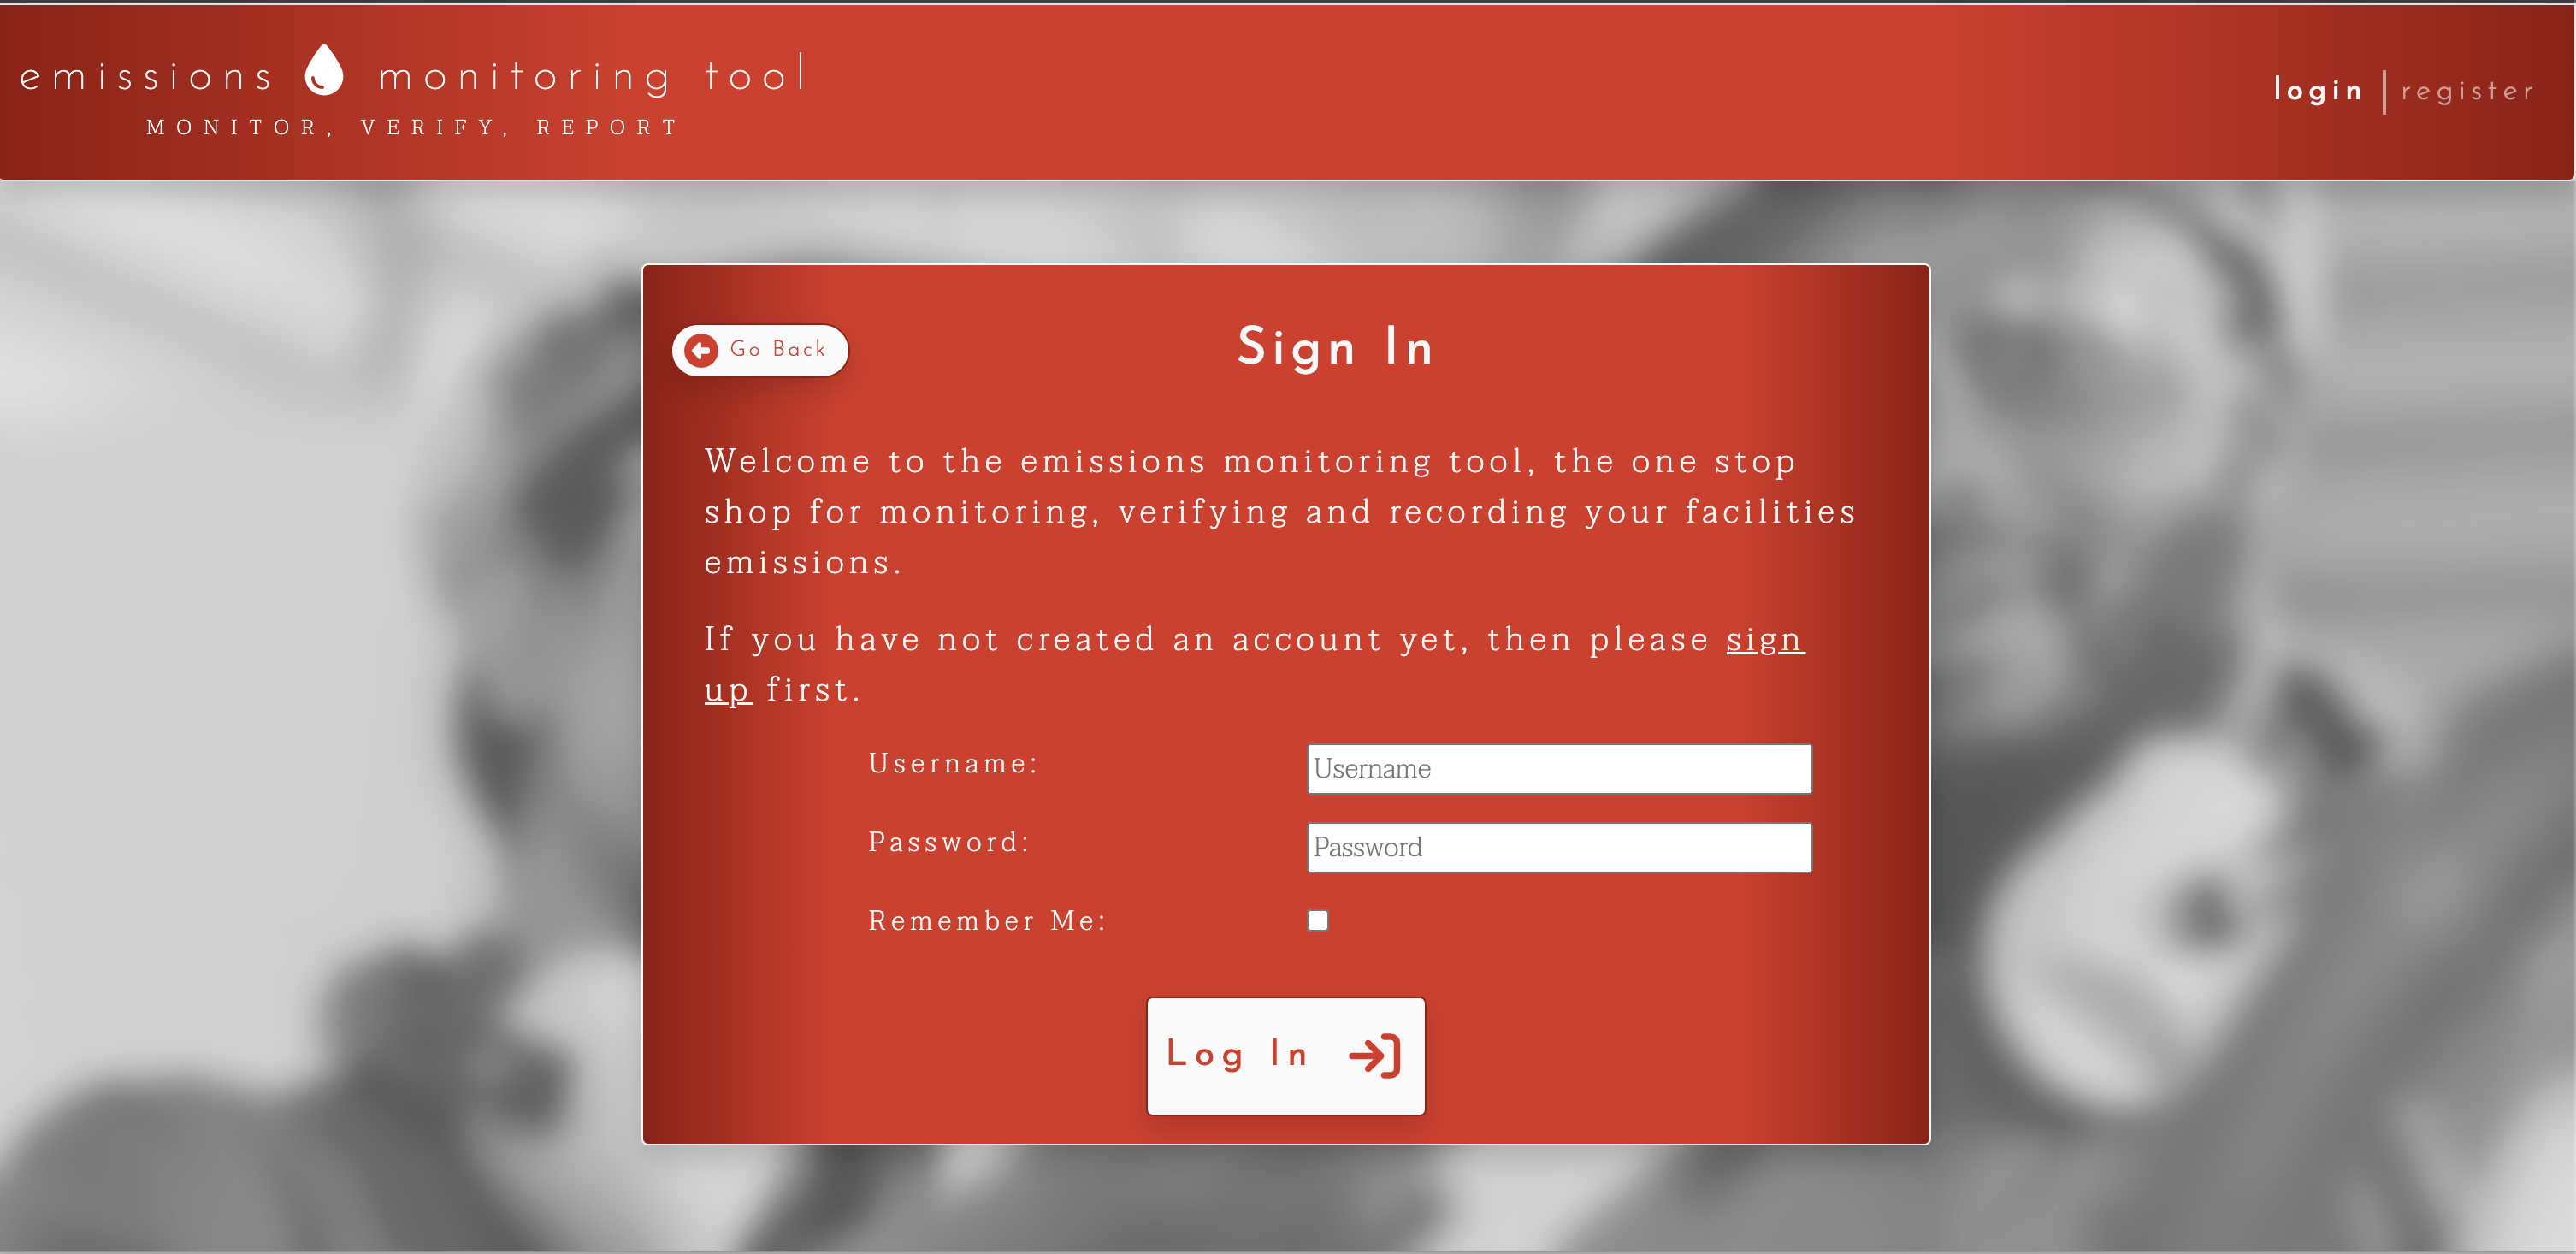 emissions monitoring tool
MONITOR, VERIFY, REPORT
login register
Go Back
Sign In
Welcome to the emissions monitoring tool, the one stop
shop for monitoring, verifying and recording your facilities
emissions.
If you have not created an account yet, then please sign
up first.
Username: Username
Password: Password
Remember Me:
Log In